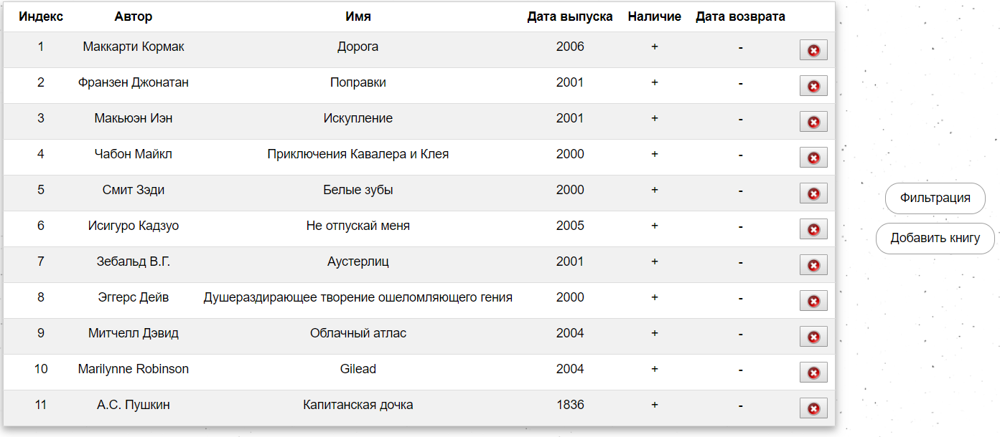 Индекс Автор Имя Дата выпуска Наличие Дата возврата
1 Маккарти Кормак Дорога 2006 + -
2 Франзен Джонатан Поправки 2001 + -
3 Макьюэн Иэн Искупление 2001 + -
4 Чабон Майкл Приключения Кавалера и Клея 2000 + -
5 Смит Зэди Белые зубы 2000 + -
6 Исигуро Кадзуо Не отпускай меня 2005 + -
7 Зебальд В.Г. Аустерлиц 2001 + -
8 Эггерс Дейв Душераздирающее творение ошеломляющего гения 2000 + -
9 Митчелл Дэвид Облачный атлас 2004 + -
10 Marilynne Robinson Gilead 2004 + -
11 А.С. Пушкин Капитанская дочка 1836 + -
Фильтрация
Добавить книгу